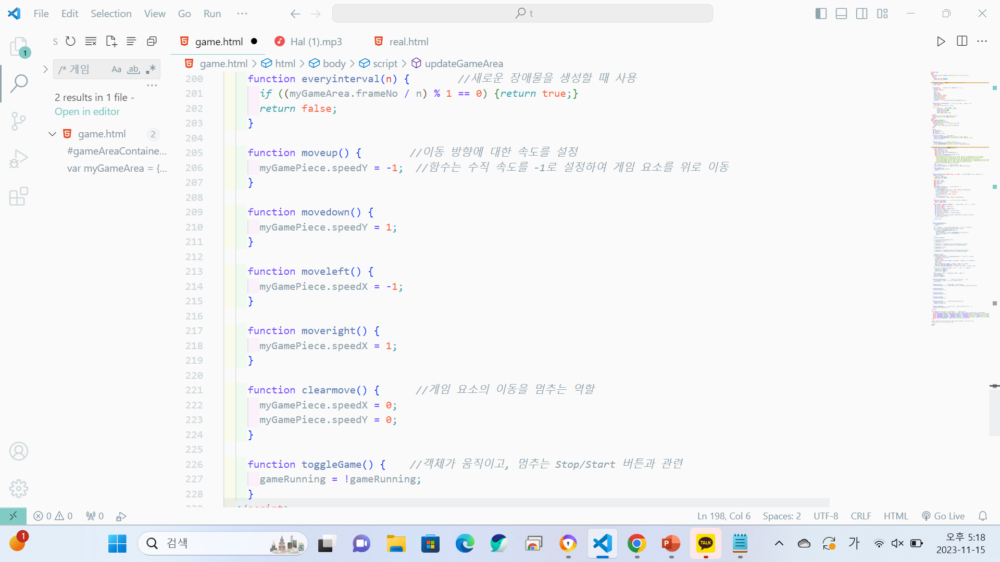 File Edit Selection View Go Run ···
t
S
game.html
Hal (1).mp3
real.html
1
/* 게임
Aa ab .*
game.html > html > body > script > updateGameArea
2 results in 1 file -
Open in editor
game.html 2
#gameAreaContaine...
var myGameArea = {...
200 function everyinterval(n) { //새로운 장애물을 생성할 때 사용
201 if ((myGameArea.frameNo / n) % 1 == 0) {return true;}
202 return false;
203 }
204
205 function moveup() { //이동 방향에 대한 속도를 설정
206 myGamePiece.speedY = -1; //함수는 수직 속도를 -1로 설정하여 게임 요소를 위로 이동
207 }
208
209 function movedown() {
210 myGamePiece.speedY = 1;
211 }
212
213 function moveleft() {
214 myGamePiece.speedX = -1;
215 }
216
217 function moveright() {
218 myGamePiece.speedX = 1;
219 }
220
221 function clearmove() { //게임 요소의 이동을 멈추는 역할
222 myGamePiece.speedX = 0;
223 myGamePiece.speedY = 0;
224 }
225
226 function toggleGame() { //객체가 움직이고, 멈추는 Stop/Start 버튼과 관련
227 gameRunning = !gameRunning;
228 }
0 0 0
Ln 198, Col 6 Spaces: 2 UTF-8 CRLF HTML Go Live
1
검색
P
TALK
가
오후 5:18
2023-11-15